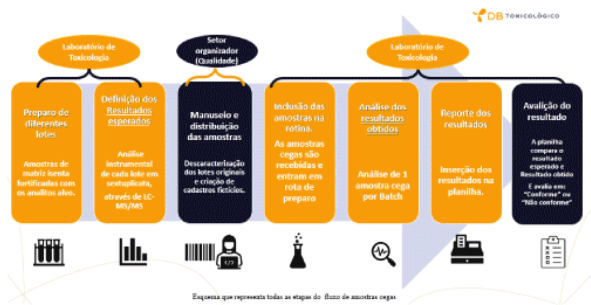 DB TOXICOLÓGICO
Laboratório de
Toxicologia
Setor
organizador
(Qualidade)
Laboratório de
Toxicologia
Preparo de
diferentes
lotes
Amostras de
matriz isenta
fortificadas com
os analitos alvo.
Definição dos
Resultados
esperados
Análise
instrumental
de cada lote em
sextuplicata,
através de LC-
MS/MS
Manuseio e
distribuição
das amostras
Descaracterização
dos lotes originais
e criação de
cadastros fictícios.
Inclusão das
amostras na
rotina.
As amostras
cegas são
recebidas e
entram em
rota de
preparo
Análise dos
resultados
obtidos
Análise de 1
amostra cega
por Batch
Reporte dos
resultados
Inserção dos
resultados na
planilha.
Avalição do
resultado
A planilha
compara o
resultado
esperado e
Resultado obtido
E avalia em:
"Conforme" ou
"Não conforme"
Esquema que representa todas as etapas do fluxo de amostras cegas